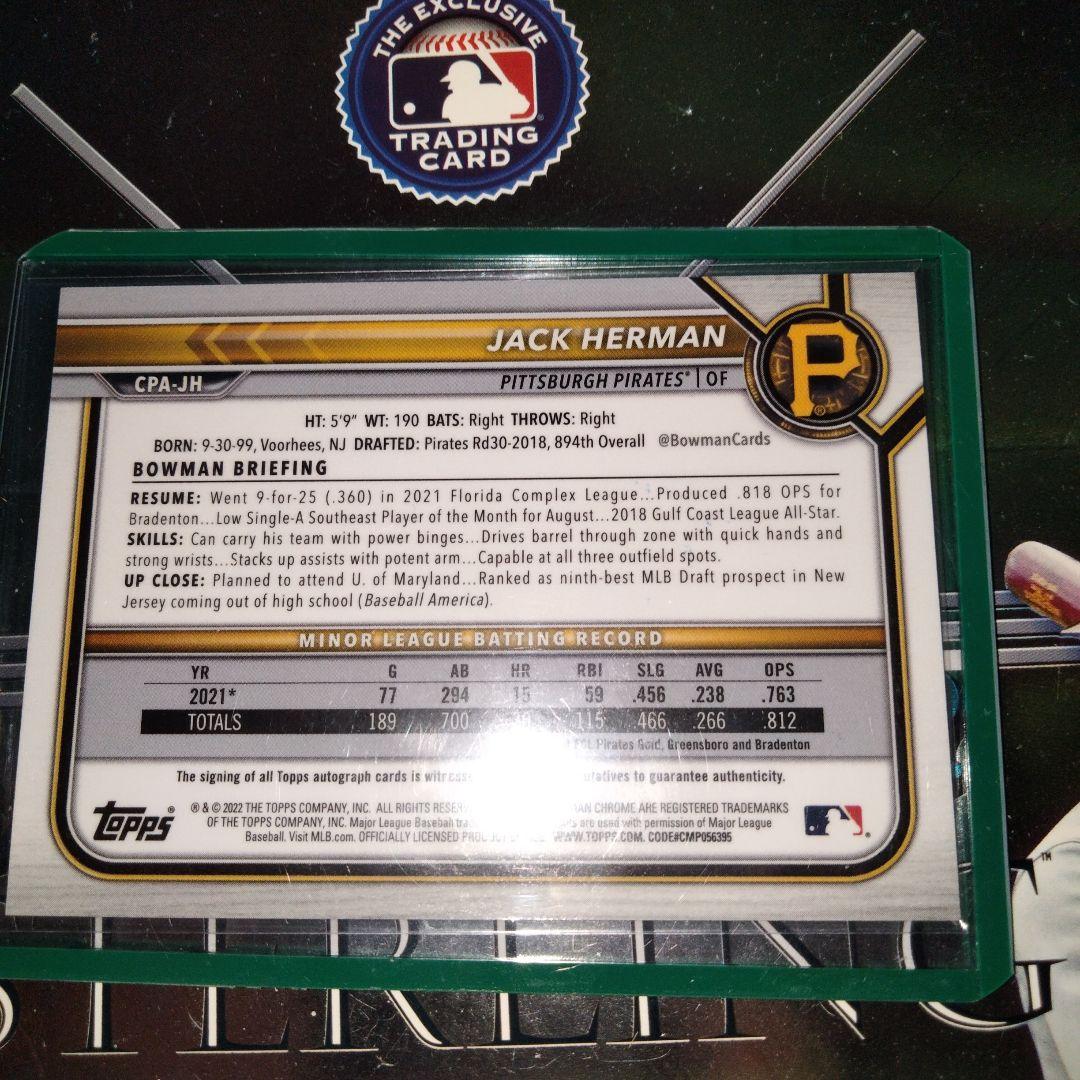 THE EXCLUSIVE
TRADING
CARD
JACK HERMAN
CPA-JH
PITTSBURGH PIRATES® | OF
P
HT: 5'9" WT: 190 BATS: Right THROWS: Right
BORN: 9-30-99, Voorhees, NJ DRAFTED: Pirates Rd30-2018, 894th Overall @BowmanCards
BOWMAN BRIEFING
RESUME: Went 9-for-25 (.360) in 2021 Florida Complex League...Produced .818 OPS for
Bradenton...Low Single-A Southeast Player of the Month for August...2018 Gulf Coast League All-Star.
SKILLS: Can carry his team with power binges...Drives barrel through zone with quick hands and
strong wrists...Stacks up assists with potent arm...Capable at all three outfield spots.
UP CLOSE: Planned to attend U. of Maryland...Ranked as ninth-best MLB Draft prospect in New
Jersey coming out of high school (Baseball America).
MINOR LEAGUE BATTING RECORD
YR G AB HR RBI SLG AVG OPS
2021* 77 294 15 59 .456 .238 .763
TOTALS 189 700 115 .466 .266 .812
Pirates Gold, Greensboro and Bradenton
The signing of all Topps autograph cards is to guarantee authenticity.
Topps®
® & © 2022 THE TOPPS COMPANY, INC. ALL RIGHTS CHROME ARE REGISTERED TRADEMARKS
OF THE TOPPS COMPANY, INC. Major League Baseball are used with permission of Major League
Baseball. Visit MLB.com. OFFICIALLY LICENSED WWW.TOPPS.COM. CODE#CMP056395
STERLING
™